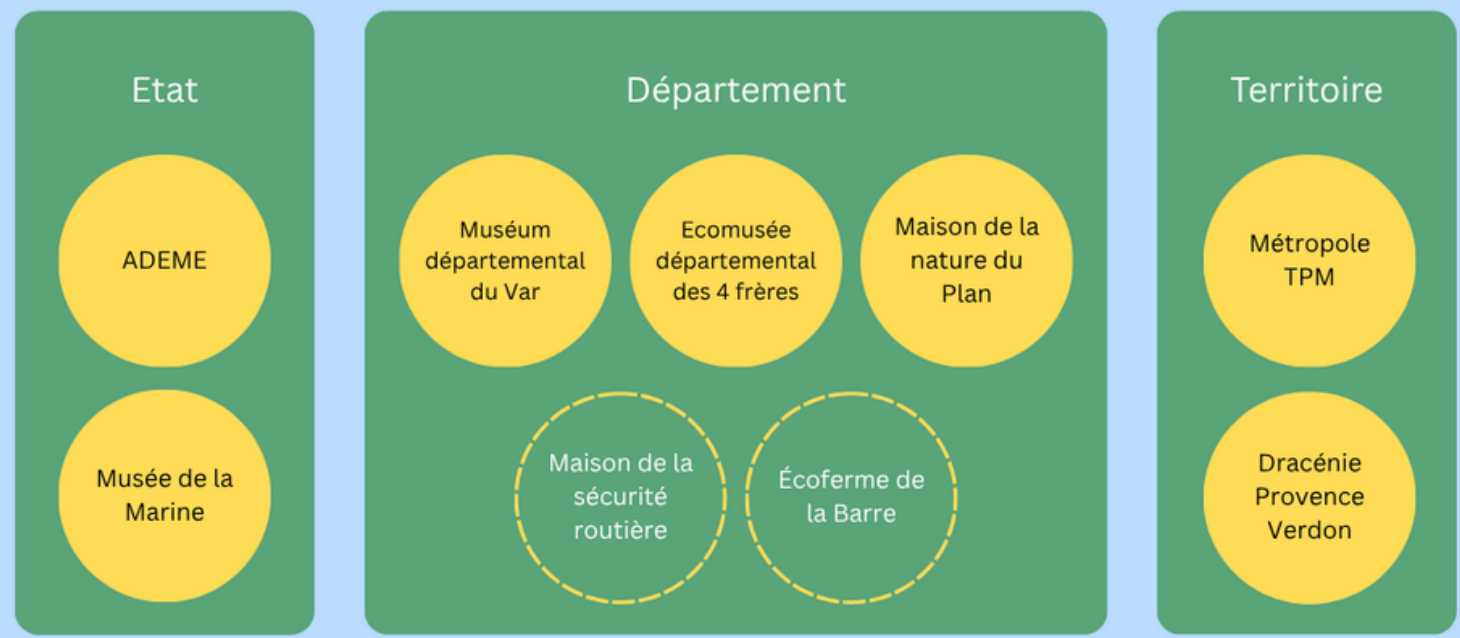 Etat
ADEME
Musée de la
Marine
Département
Muséum
départemental
du Var
Ecomusée
départemental
des 4 frères
Maison de la
nature du
Plan
Maison de la
sécurité
routière
Écoferme de
la Barre
Territoire
Métropole
TPM
Dracénie
Provence
Verdon